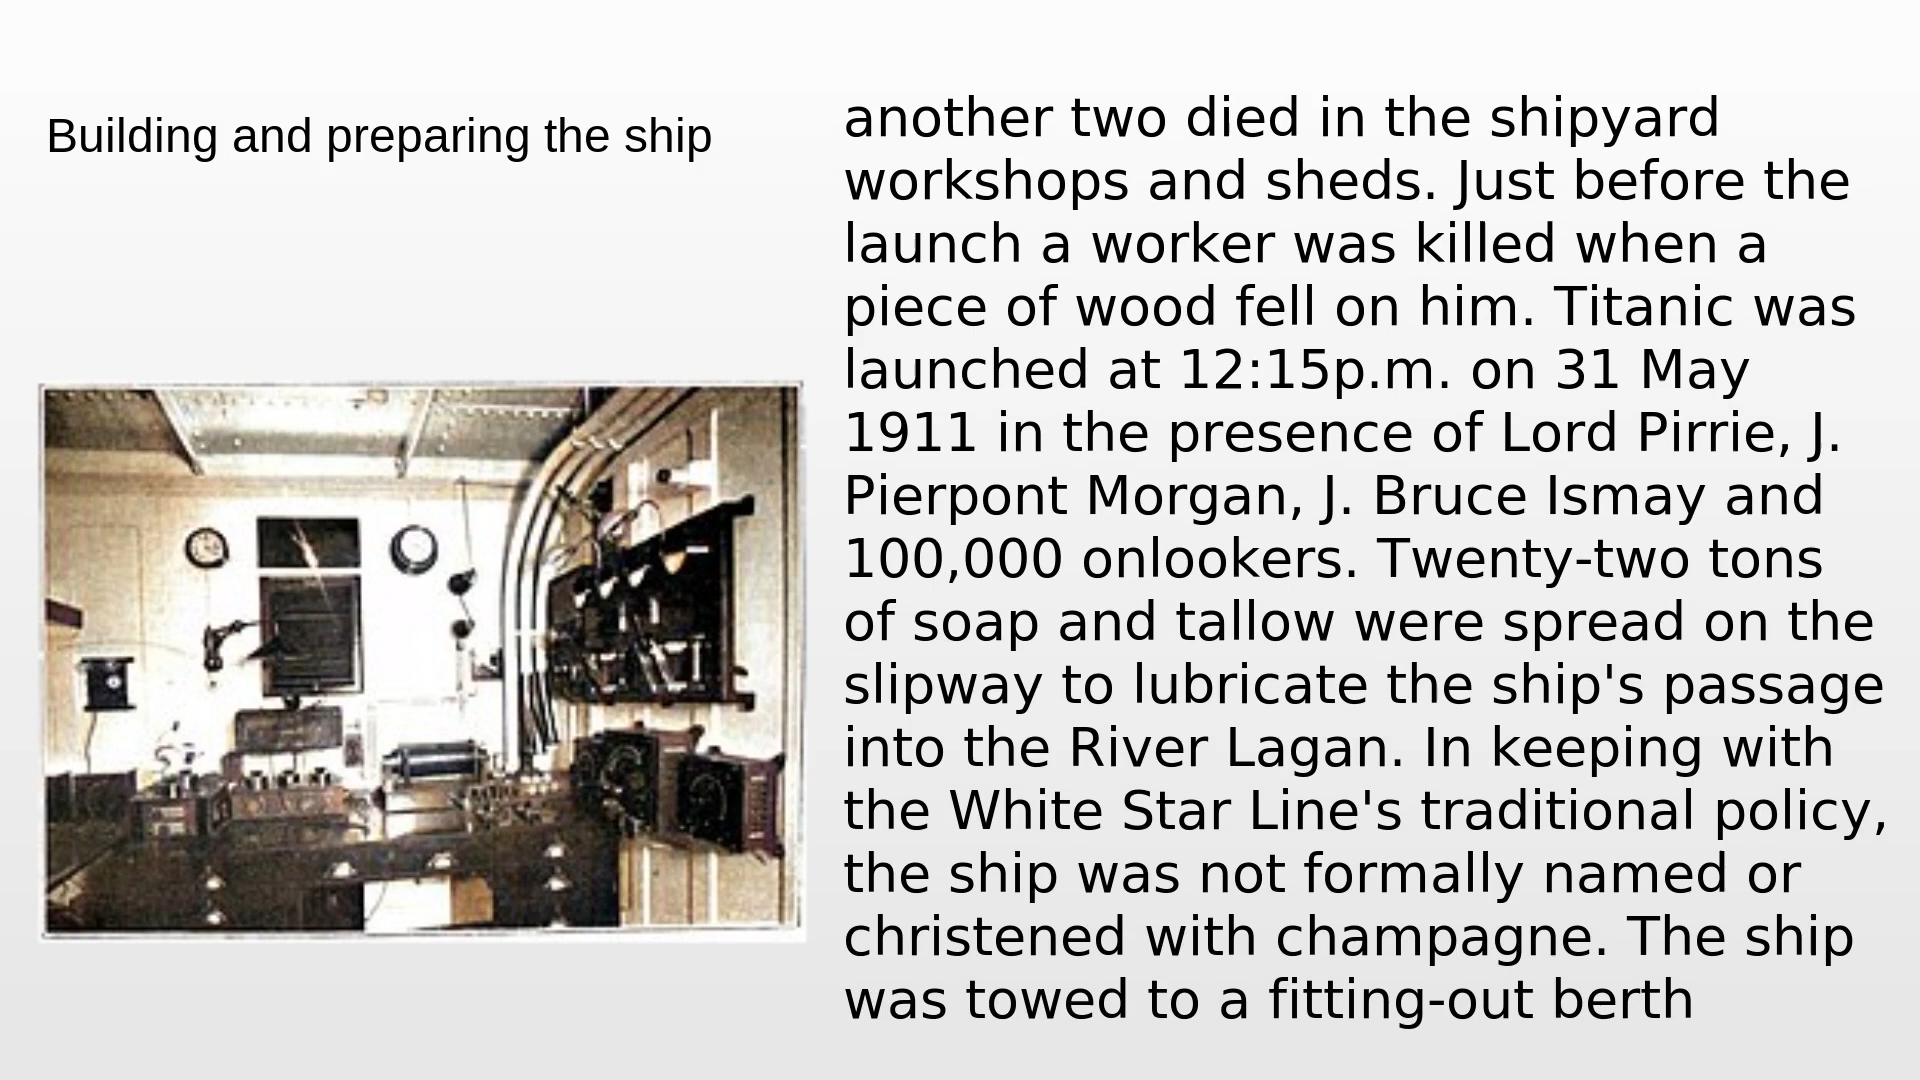 Building and preparing the ship
another two died in the shipyard
workshops and sheds. Just before the
launch a worker was killed when a
piece of wood fell on him. Titanic was
launched at 12:15p.m. on 31 May
1911 in the presence of Lord Pirrie, J.
Pierpont Morgan, J. Bruce Ismay and
100,000 onlookers. Twenty-two tons
of soap and tallow were spread on the
slipway to lubricate the ship's passage
into the River Lagan. In keeping with
the White Star Line's traditional policy,
the ship was not formally named or
christened with champagne. The ship
was towed to a fitting-out berth